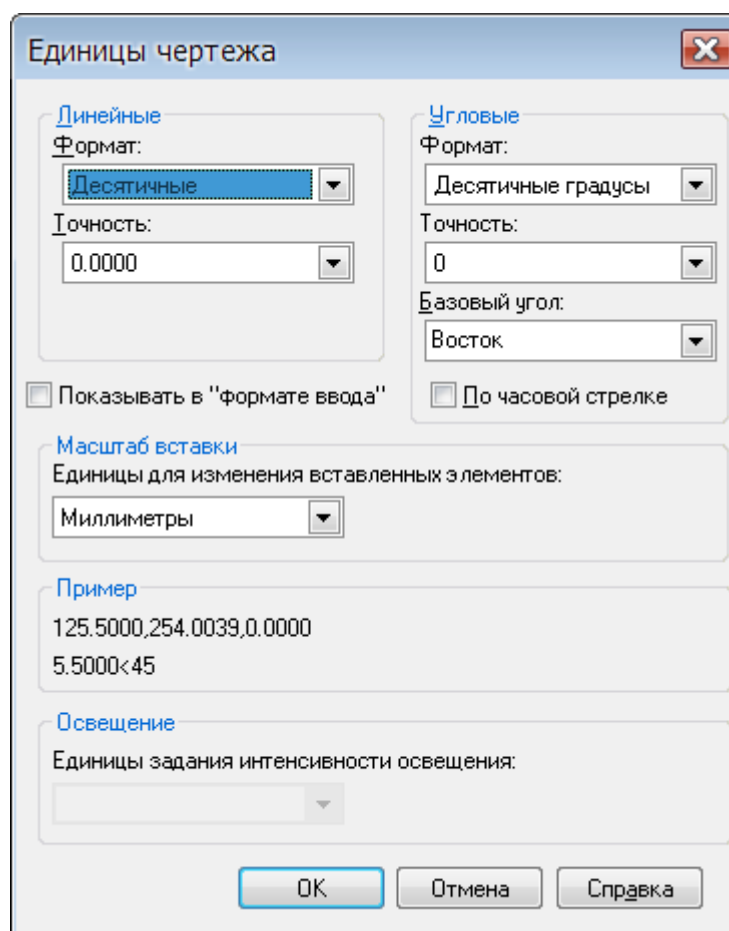 Единицы чертежа
Линейные
Формат:
Десятичные
Точность:
0.0000
Угловые
Формат:
Десятичные градусы
Точность:
0
Базовый угол:
Восток
Показывать в "формате ввода"
По часовой стрелке
Масштаб вставки
Единицы для изменения вставленных элементов:
Миллиметры
Пример
125.5000,254.0039,0.0000
5.5000<45
Освещение
Единицы задания интенсивности освещения:
OK
Отмена
Справка